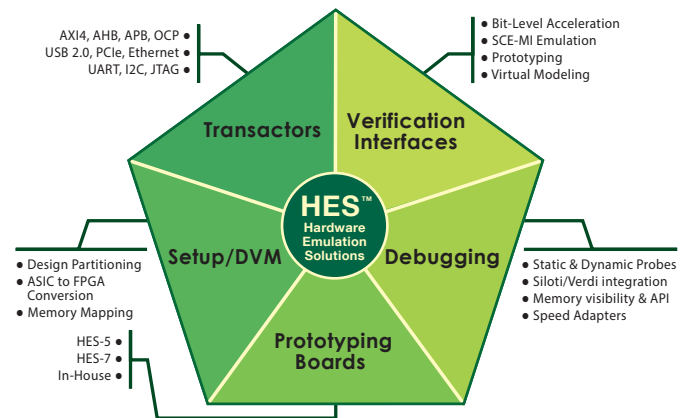 AXI4, AHB, APB, OCP ●
USB 2.0, PCIe, Ethernet ●
UART, I2C, JTAG ●
● Bit-Level Acceleration
● SCE-MI Emulation
● Prototyping
● Virtual Modeling
Transactors
Verification
Interfaces
HES™
Hardware
Emulation
Solutions
Setup/DVM
Debugging
● Design Partitioning
● ASIC to FPGA
Conversion
● Memory Mapping
● Static & Dynamic Probes
● Siloti/Verdi integration
● Memory visibility & API
● Speed Adapters
Prototyping
Boards
HES-5 ●
HES-7 ●
In-House ●